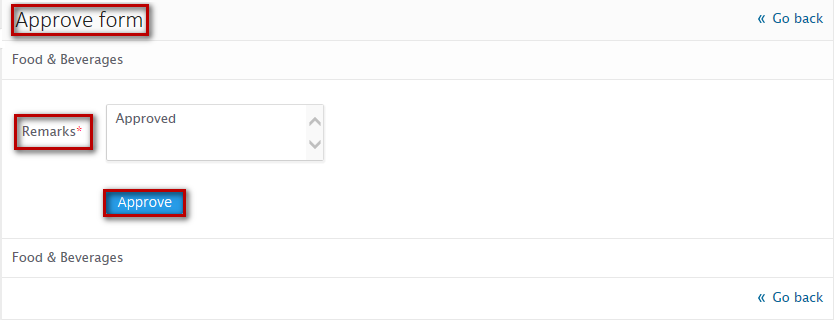 Approve form
« Go back
Food & Beverages
Remarks*
Approved
Approve
Food & Beverages
« Go back